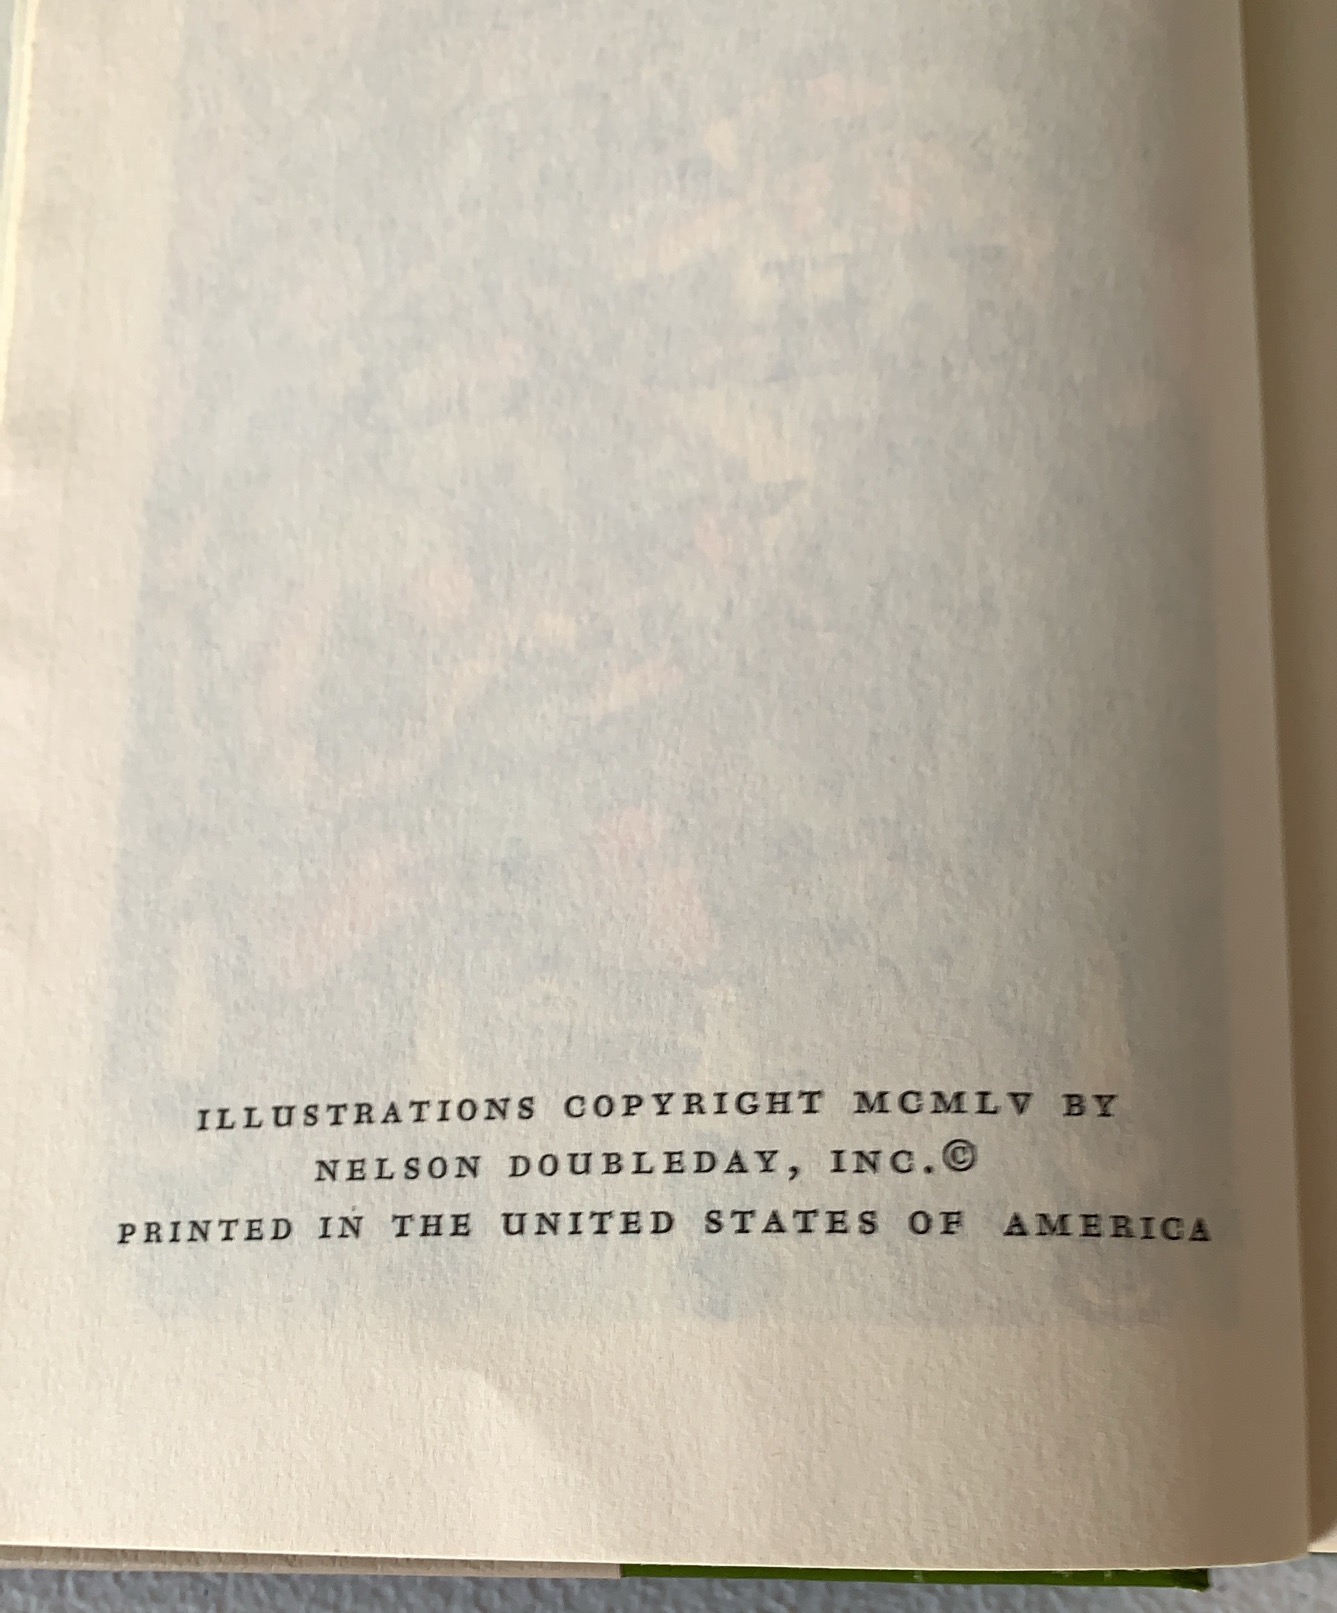 ILLUSTRATIONS COPYRIGHT MCMLV BY
NELSON DOUBLEDAY, INC.©
PRINTED IN THE UNITED STATES OF AMERICA